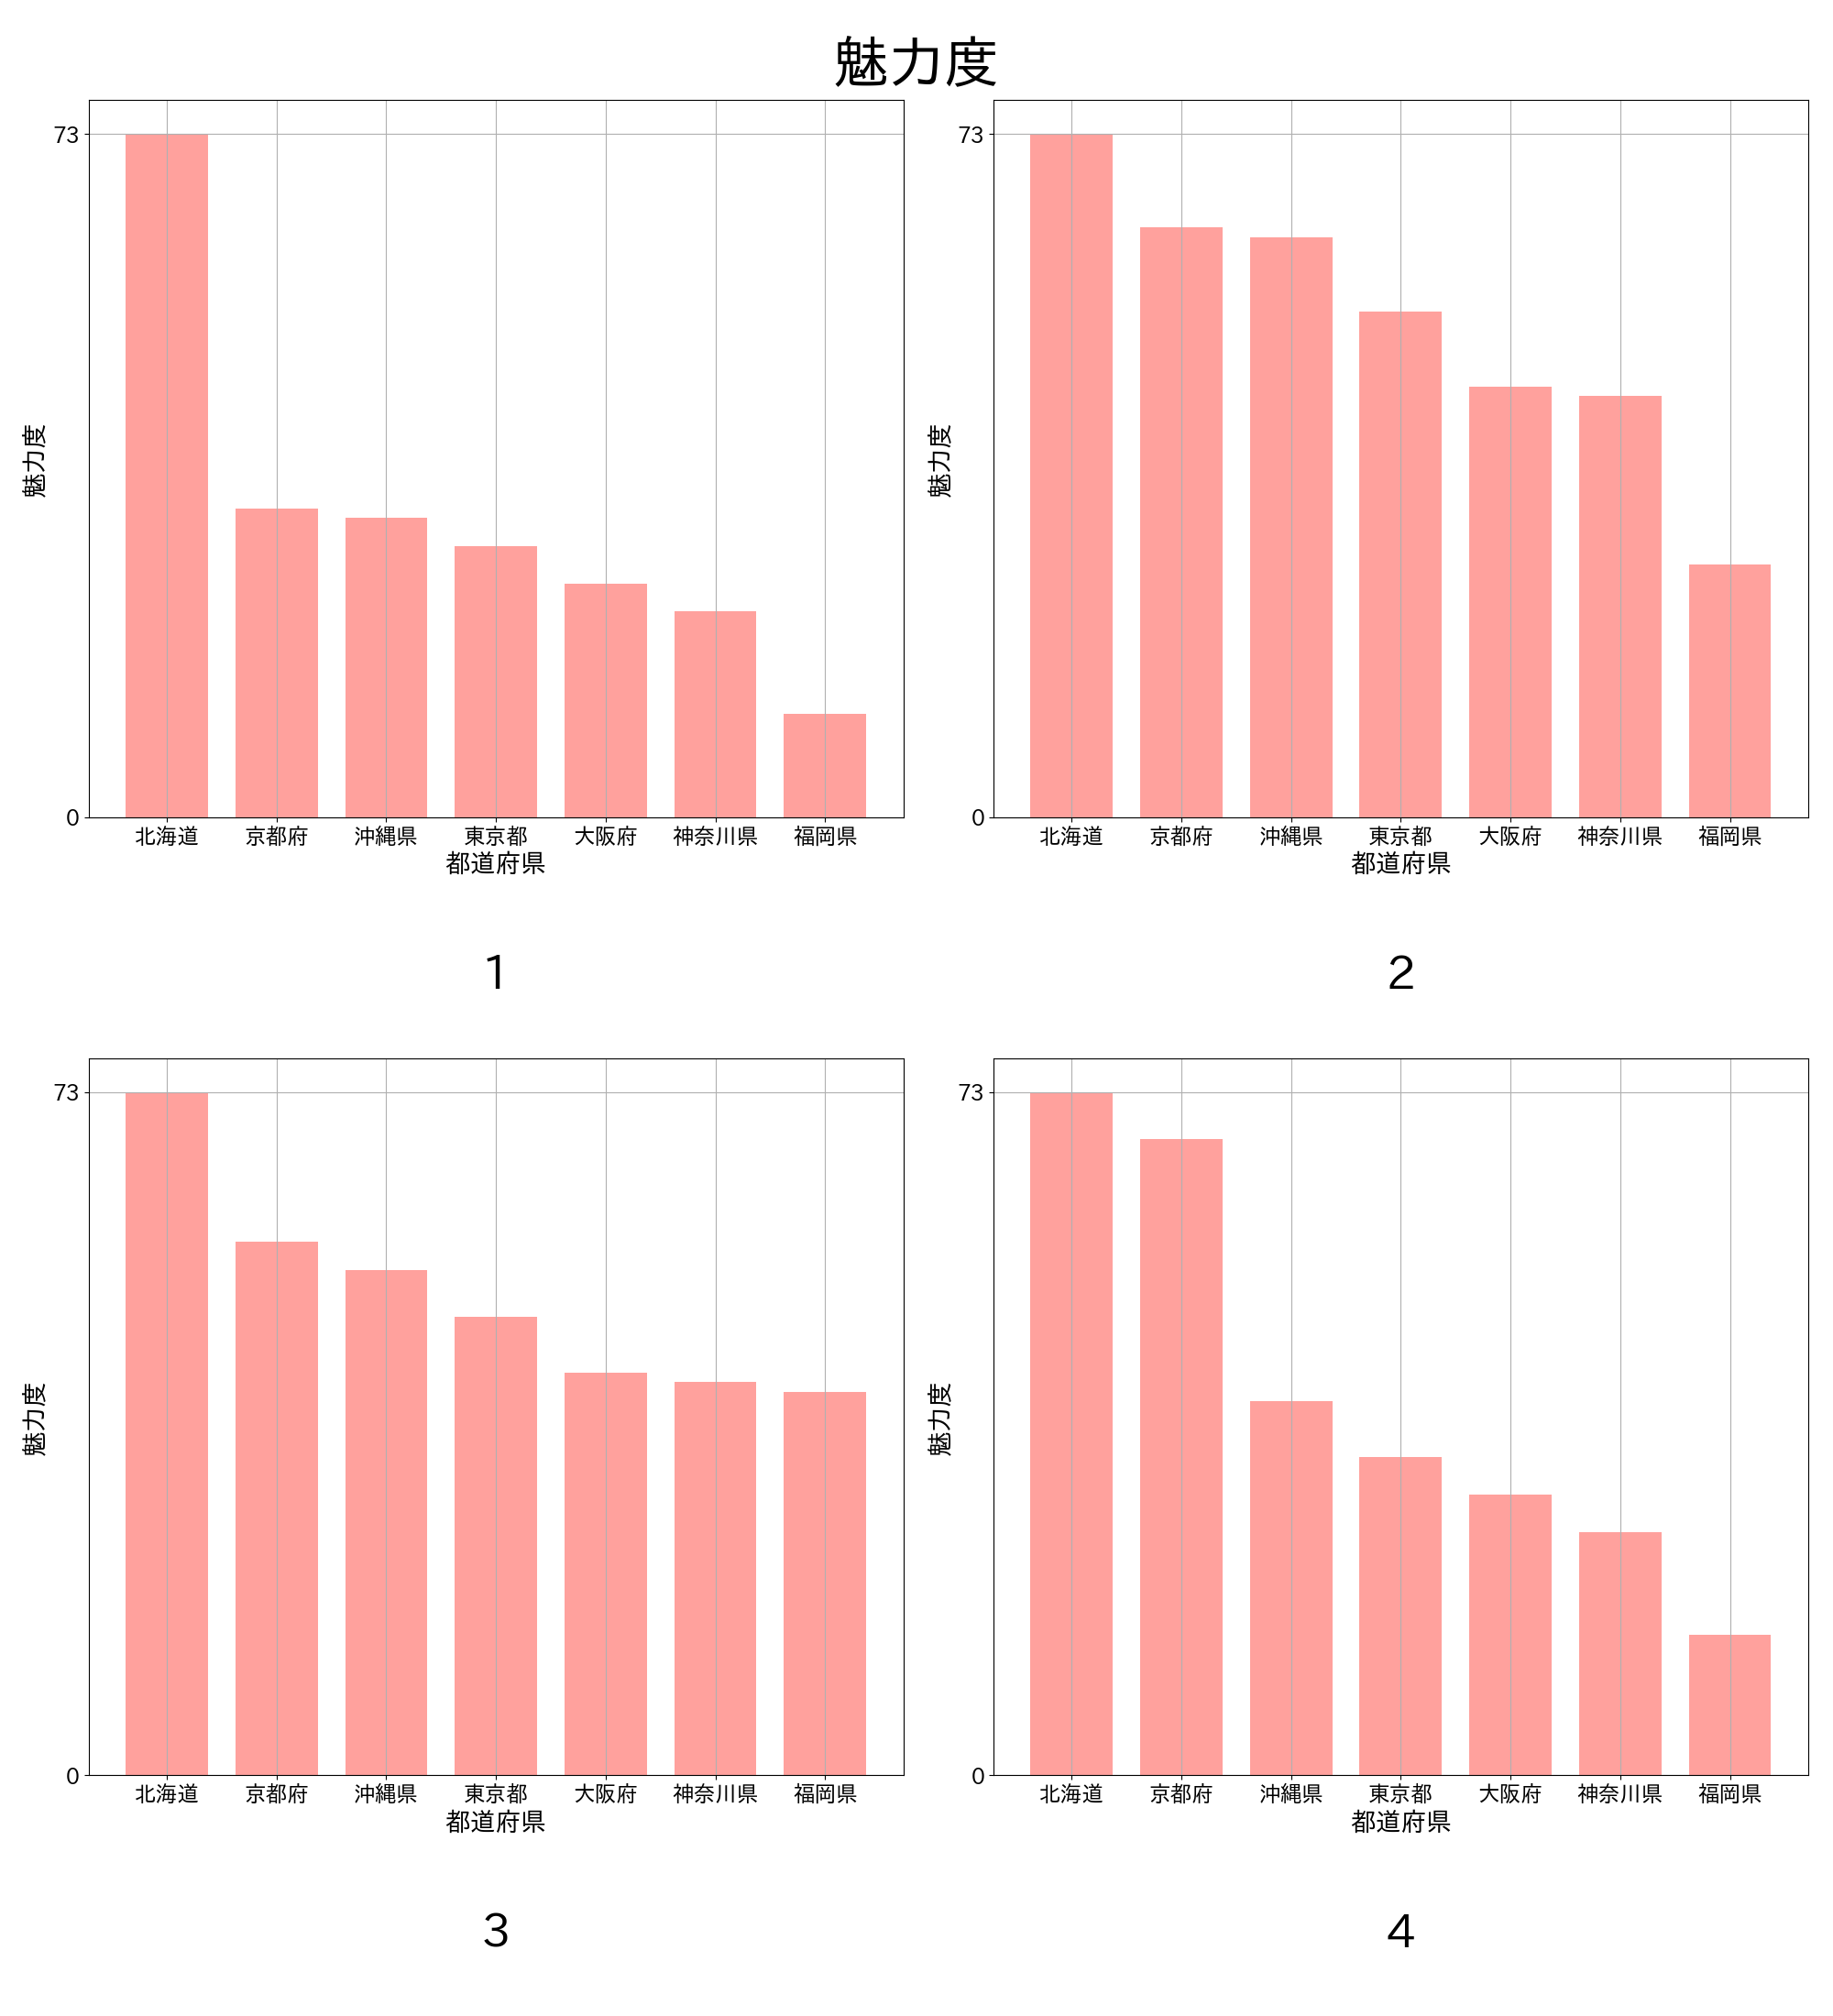 魅力度
73
0
魅力度
北海道 京都府 沖縄県 東京都 大阪府 神奈川県 福岡県
都道府県
1
73
0
魅力度
北海道 京都府 沖縄県 東京都 大阪府 神奈川県 福岡県
都道府県
2
73
0
魅力度
北海道 京都府 沖縄県 東京都 大阪府 神奈川県 福岡県
都道府県
3
73
0
魅力度
北海道 京都府 沖縄県 東京都 大阪府 神奈川県 福岡県
都道府県
4